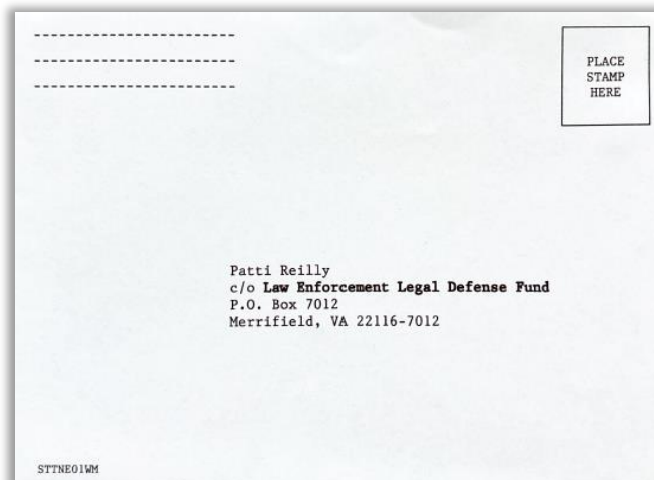 PLACE
STAMP
HERE
Patti Reilly
c/o Law Enforcement Legal Defense Fund
P.O. Box 7012
Merrifield, VA 22116-7012
STTNE01WM